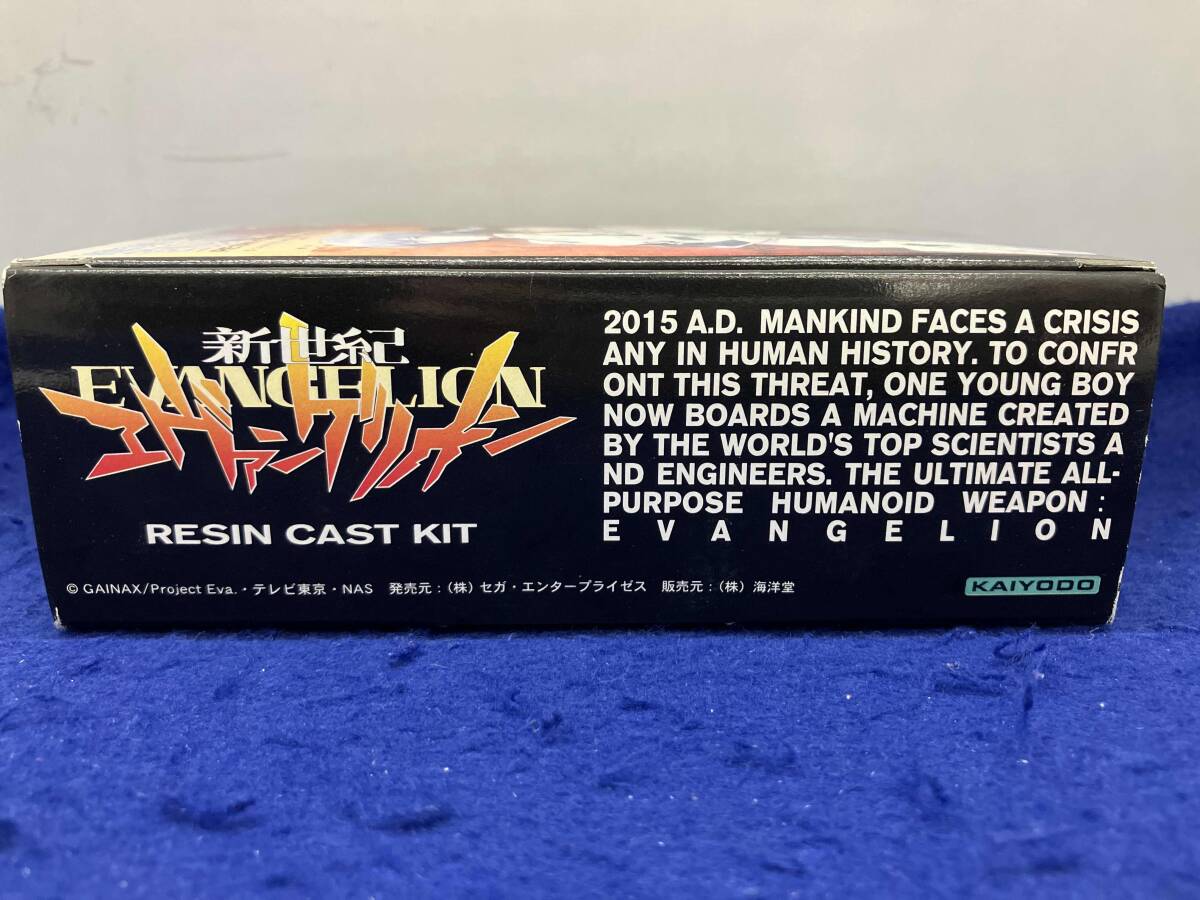 新世紀
EVANGELION
エヴァンゲリオン
RESIN CAST KIT
2015 A.D. MANKIND FACES A CRISIS
ANY IN HUMAN HISTORY. TO CONFR
ONT THIS THREAT, ONE YOUNG BOY
NOW BOARDS A MACHINE CREATED
BY THE WORLD'S TOP SCIENTISTS A
ND ENGINEERS. THE ULTIMATE ALL-
PURPOSE HUMANOID WEAPON :
EVANGELION
© GAINAX/Project Eva.・テレビ東京・NAS 発売元：(株) セガ・エンタープライゼス 販売元：(株) 海洋堂
KAIYODO